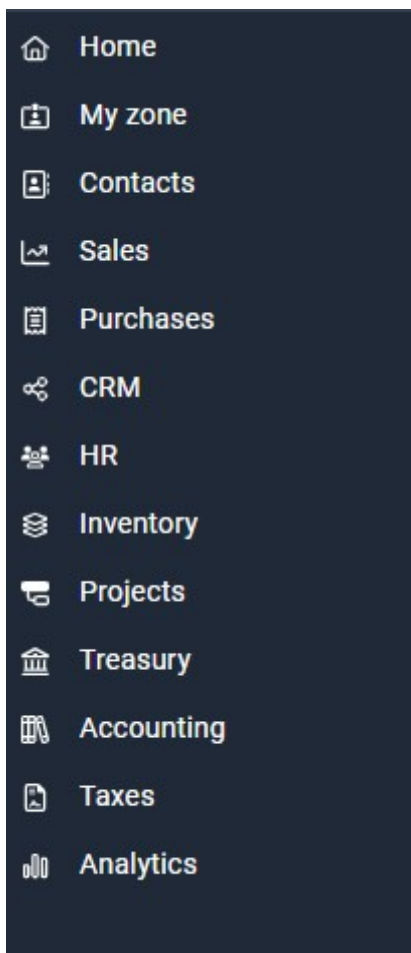 Home
My zone
Contacts
Sales
Purchases
CRM
HR
Inventory
Projects
Treasury
Accounting
Taxes
Analytics